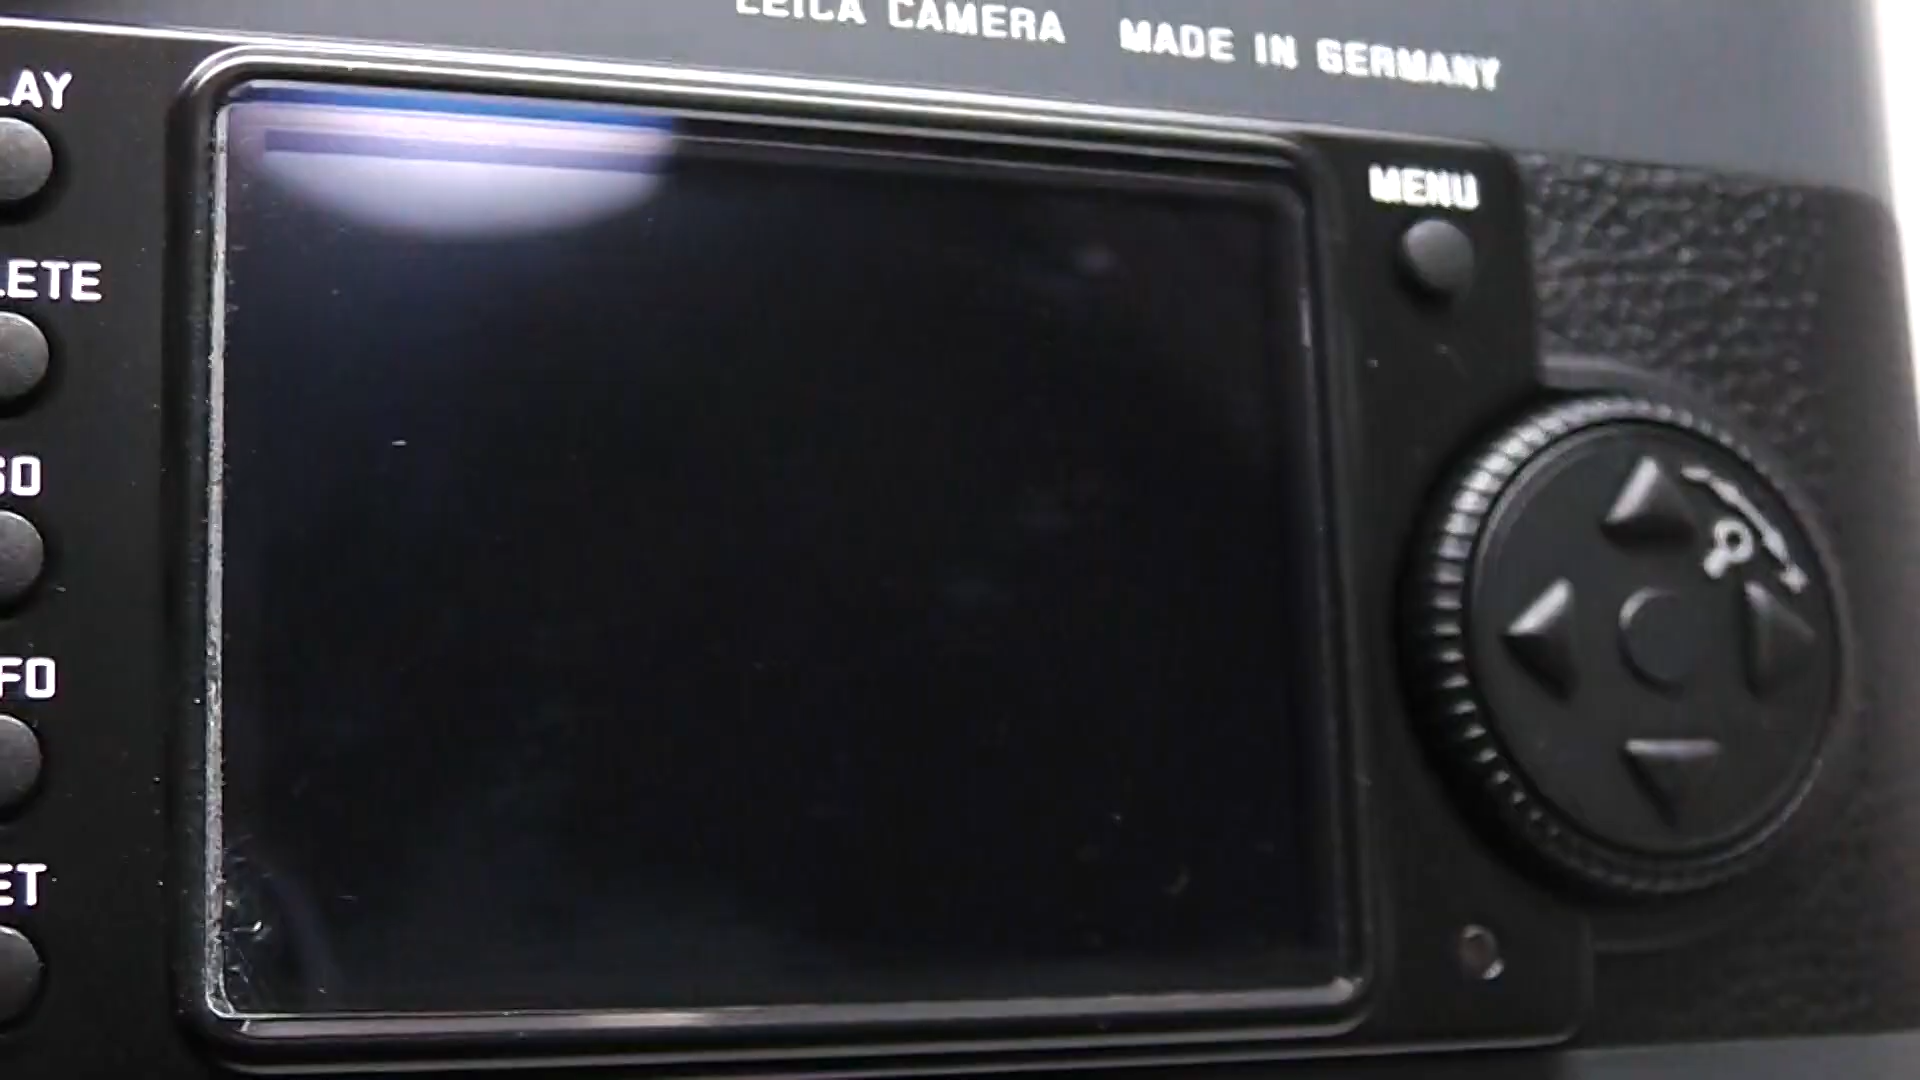 LEICA CAMERA MADE IN GERMANY
LAY
MENU
LETE
SO
FO
ET